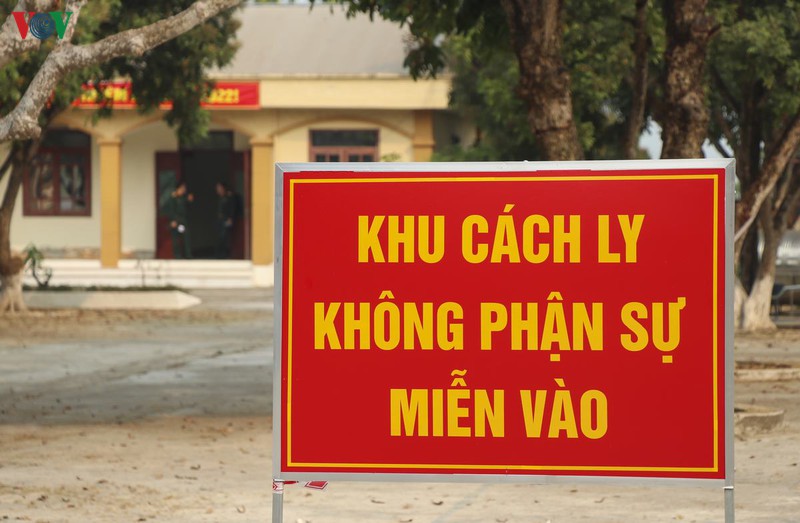 VOV
KHU CÁCH LY
KHÔNG PHẬN SỰ
MIỄN VÀO